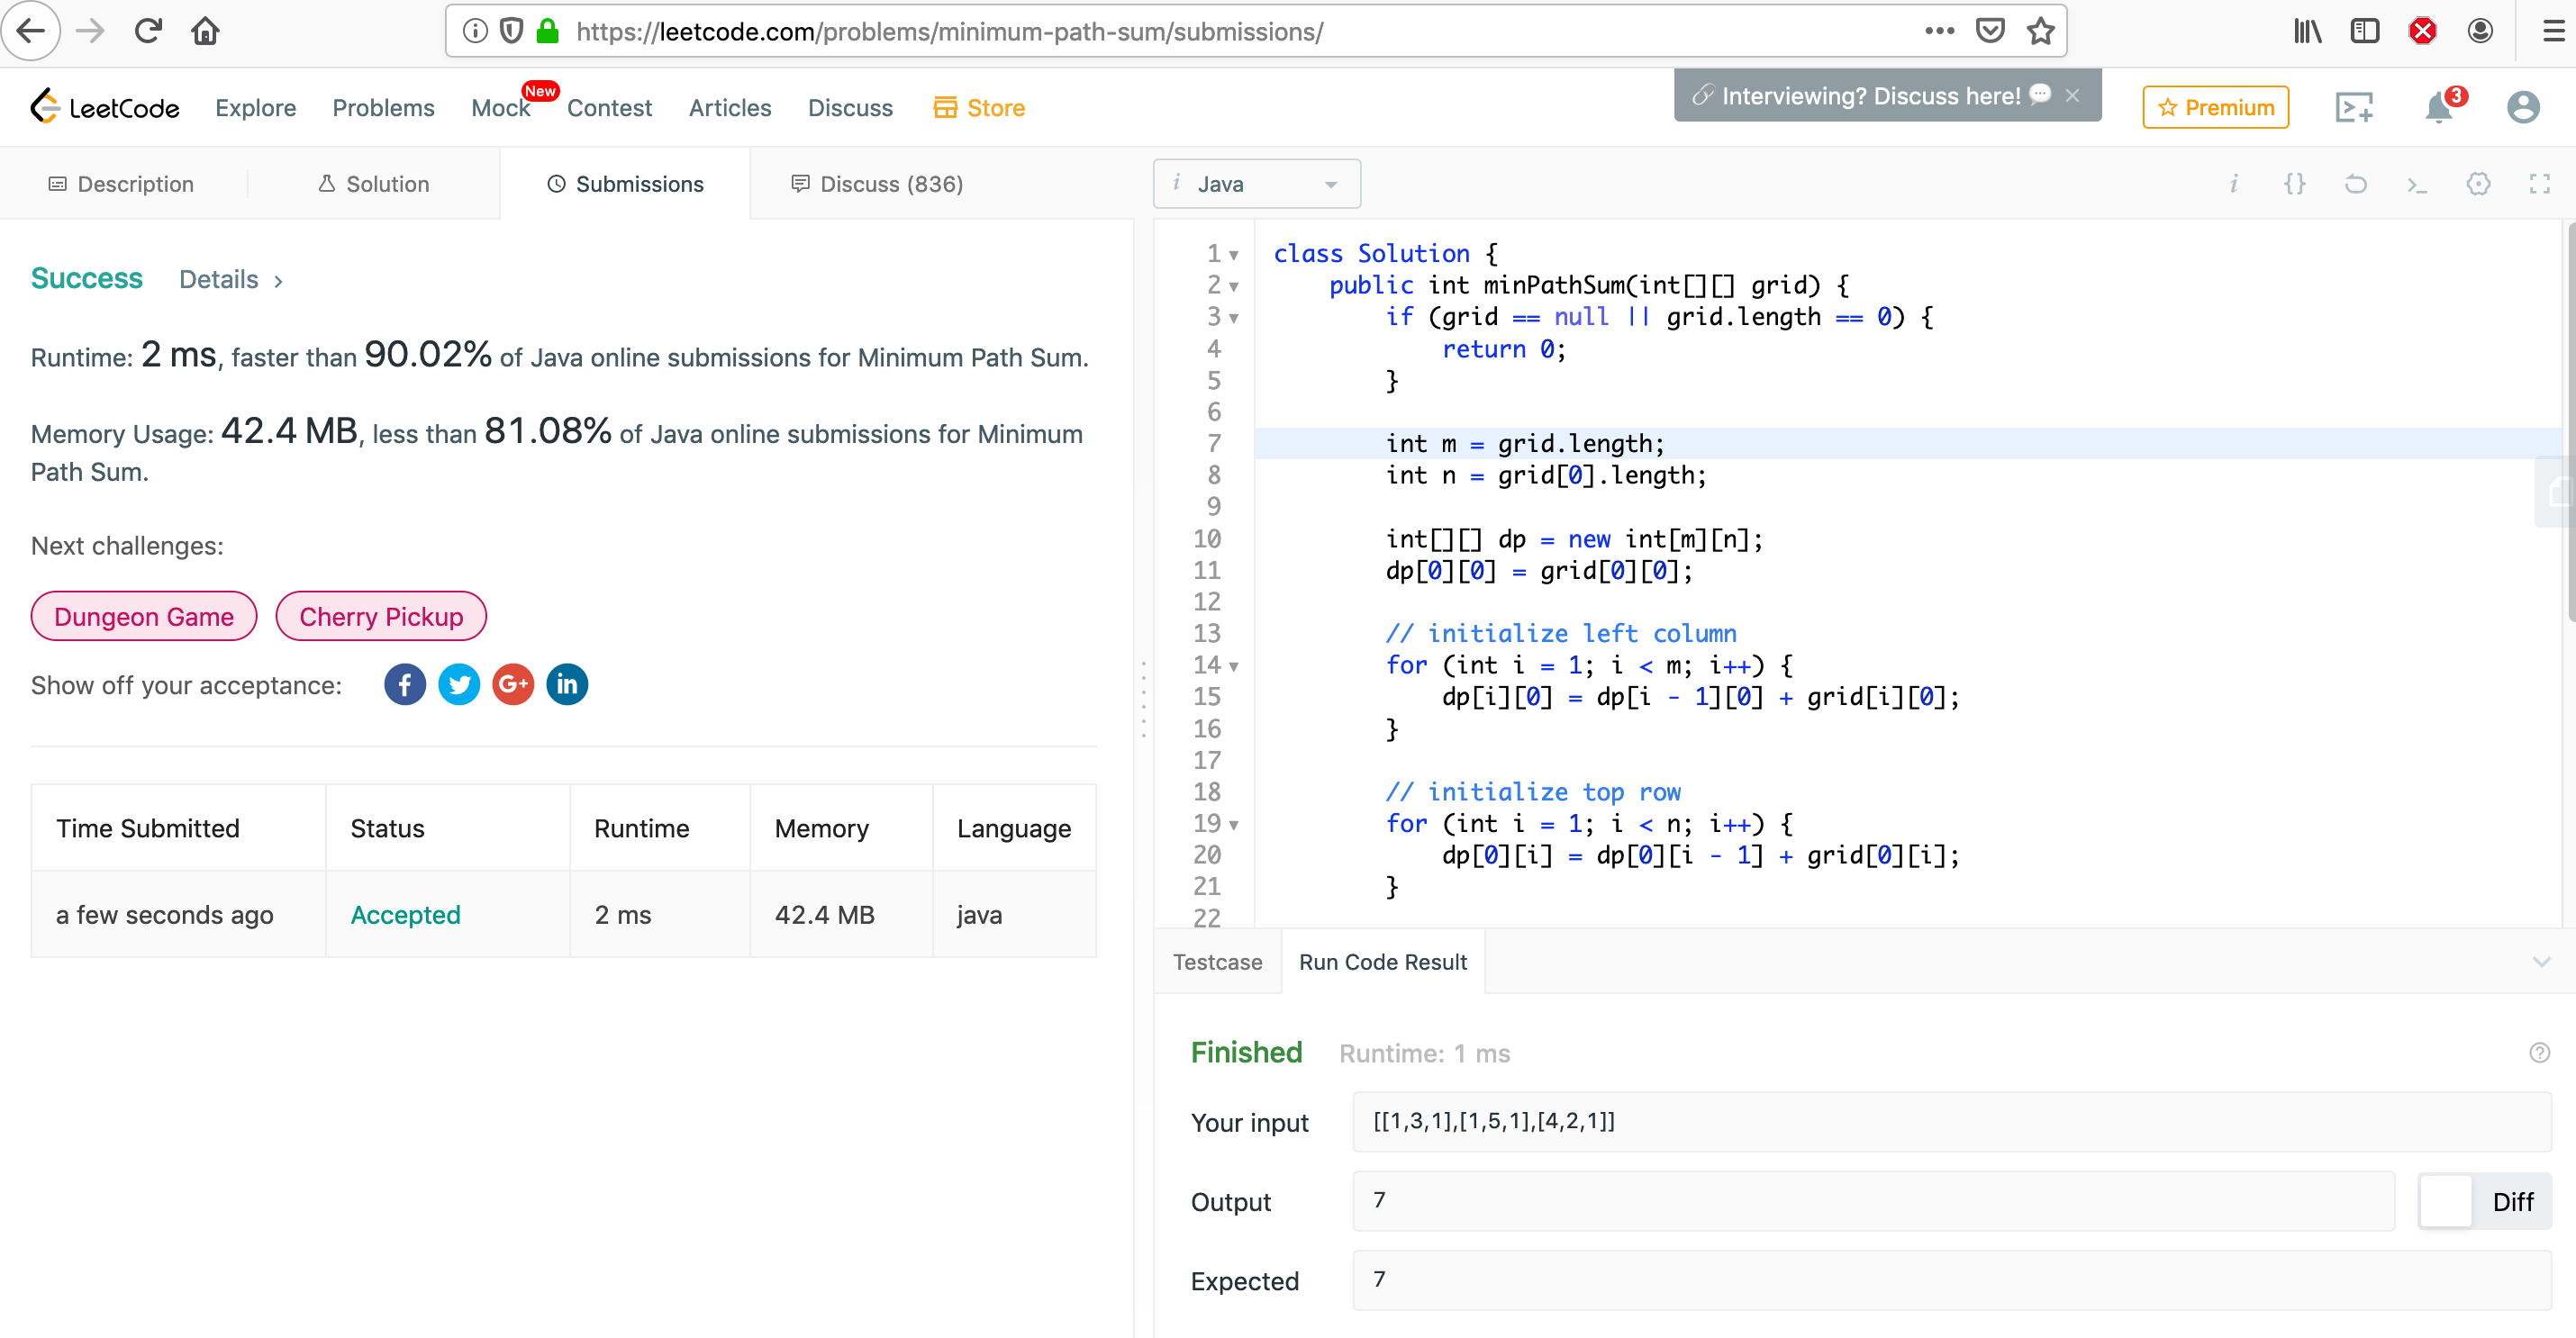 https://leetcode.com/problems/minimum-path-sum/submissions/
LeetCode Explore Problems Mock New Contest Articles Discuss Store Interviewing? Discuss here! Premium 3
Description Solution Submissions Discuss (836)
Success Details
Runtime: 2 ms, faster than 90.02% of Java online submissions for Minimum Path Sum.
Memory Usage: 42.4 MB, less than 81.08% of Java online submissions for Minimum
Path Sum.
Next challenges:
Dungeon Game Cherry Pickup
Show off your acceptance: f G+ in
Time Submitted Status Runtime Memory Language
a few seconds ago Accepted 2 ms 42.4 MB java
i Java i {} >_
1 class Solution {
2     public int minPathSum(int[][] grid) {
3         if (grid == null || grid.length == 0) {
4             return 0;
5         }
6
7         int m = grid.length;
8         int n = grid[0].length;
9
10         int[][] dp = new int[m][n];
11         dp[0][0] = grid[0][0];
12
13         // initialize left column
14         for (int i = 1; i < m; i++) {
15             dp[i][0] = dp[i - 1][0] + grid[i][0];
16         }
17
18         // initialize top row
19         for (int i = 1; i < n; i++) {
20             dp[0][i] = dp[0][i - 1] + grid[0][i];
21         }
22
Testcase Run Code Result
Finished Runtime: 1 ms
Your input [[1,3,1],[1,5,1],[4,2,1]]
Output 7 Diff
Expected 7